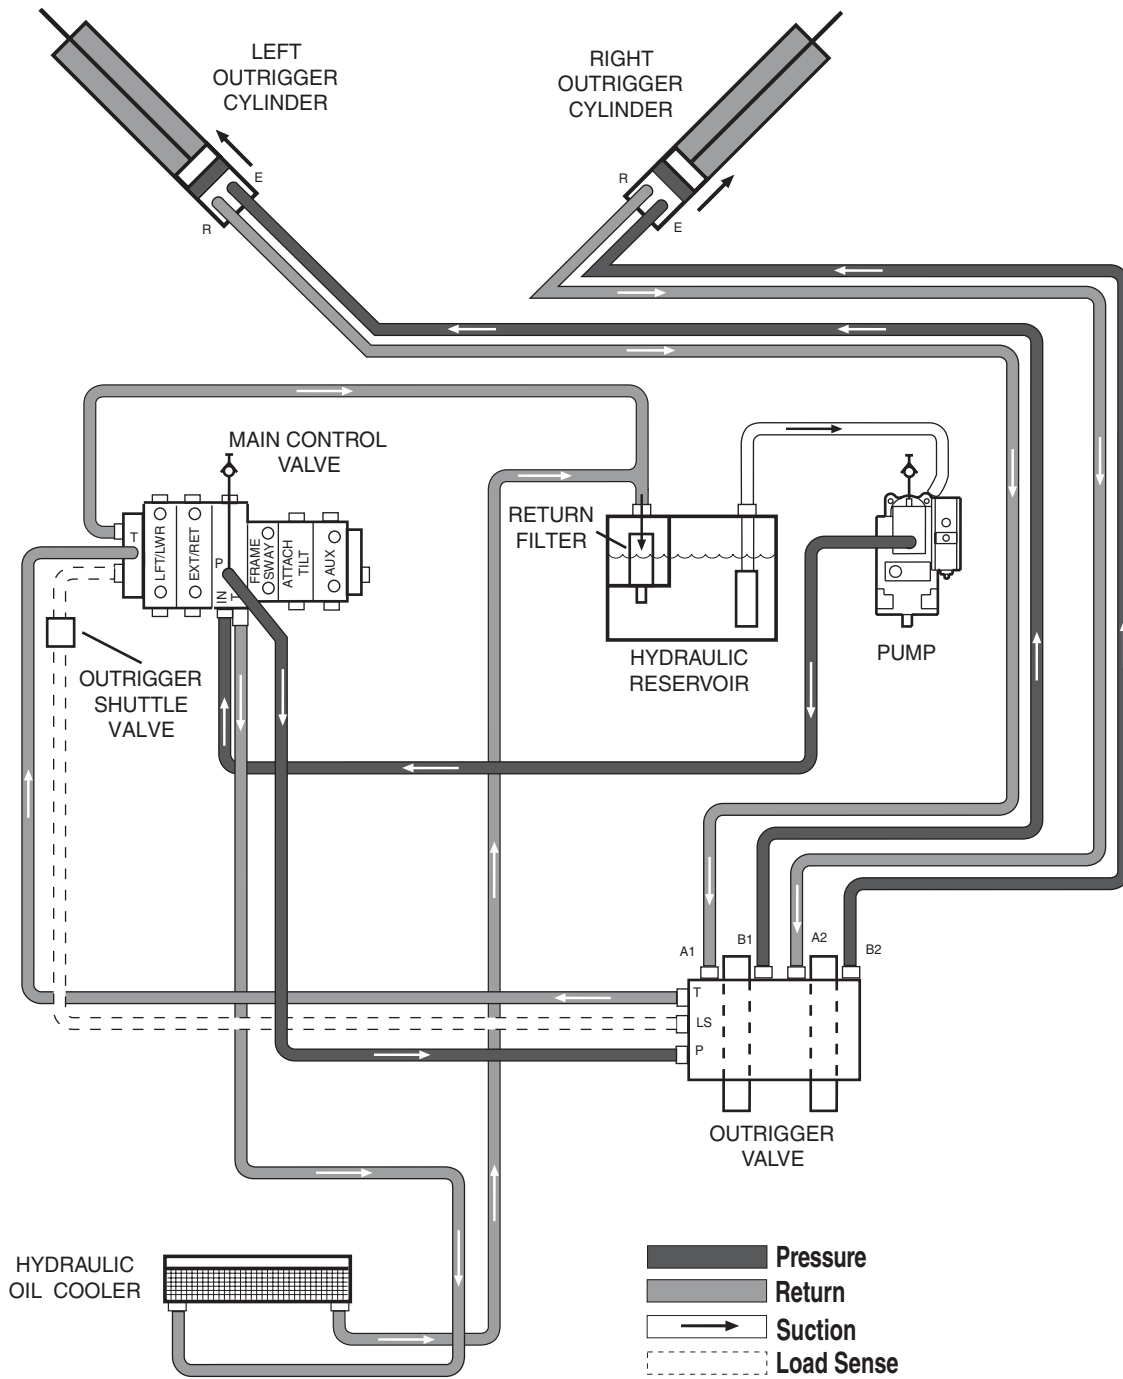 LEFT
OUTRIGGER
CYLINDER
RIGHT
OUTRIGGER
CYLINDER
E
R
R
E
MAIN CONTROL
VALVE
T
LFT/LWR
EXT/RET
P
IN
T
FRAME
SWAY
ATTACH
TILT
AUX
RETURN
FILTER
HYDRAULIC
RESERVOIR
PUMP
OUTRIGGER
SHUTTLE
VALVE
A1
B1
A2
B2
T
LS
P
OUTRIGGER
VALVE
HYDRAULIC
OIL COOLER
Pressure
Return
Suction
Load Sense